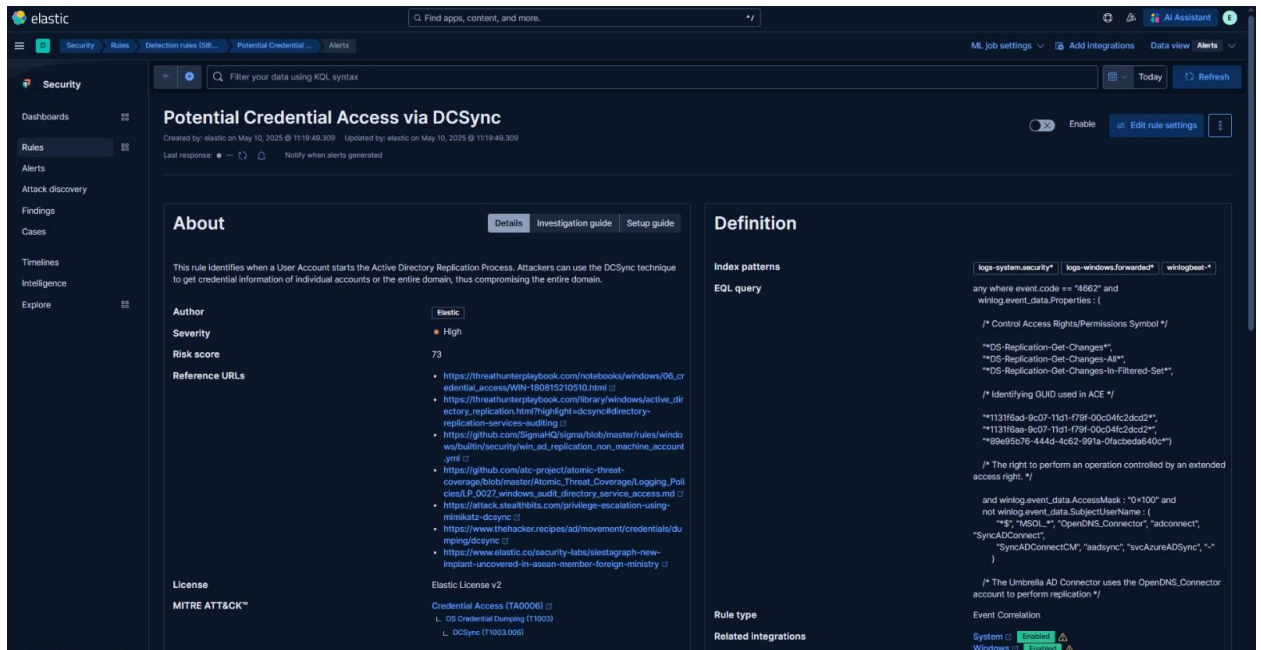 elastic
Find apps, content, and more.
*/
AI Assistant
E
D
Security
Rules
Detection rules (SIE...
Potential Credential ...
Alerts
ML job settings
Add integrations
Data view
Alerts
Security
Filter your data using KQL syntax
Today
Refresh
Dashboards
Rules
Alerts
Attack discovery
Findings
Cases
Timelines
Intelligence
Explore
Potential Credential Access via DCSync
Created by: elastic on May 10, 2025 @ 11:19:49.309 Updated by: elastic on May 10, 2025 @ 11:19:49.309
Last response: ● — Notify when alerts generated
Enable
Edit rule settings
About
Details
Investigation guide
Setup guide
This rule identifies when a User Account starts the Active Directory Replication Process. Attackers can use the DCSync technique
to get credential information of individual accounts or the entire domain, thus compromising the entire domain.
Author
Elastic
Severity
High
Risk score
73
Reference URLs
• https://threathunterplaybook.com/notebooks/windows/06_cr
edential_access/WIN-180815210510.html
• https://threathunterplaybook.com/library/windows/active_dir
ectory_replication.html?highlight=dcsync#directory-
replication-services-auditing
• https://github.com/SigmaHQ/sigma/blob/master/rules/windo
ws/builtin/security/win_ad_replication_non_machine_account
.yml
• https://github.com/atc-project/atomic-threat-
coverage/blob/master/Atomic_Threat_Coverage/Logging_Poli
cies/LP_0027_windows_audit_directory_service_access.md
• https://attack.stealthbits.com/privilege-escalation-using-
mimikatz-dcsync
• https://www.thehacker.recipes/ad/movement/credentials/du
mping/dcsync
• https://www.elastic.co/security-labs/siestagraph-new-
implant-uncovered-in-asean-member-foreign-ministry
License
Elastic License v2
MITRE ATT&CK™
Credential Access (TA0006)
OS Credential Dumping (T1003)
DCSync (T1003.006)
Definition
Index patterns
logs-system.security* logs-windows.forwarded* winlogbeat-*
EQL query
any where event.code == "4662" and
winlog.event_data.Properties : (
/* Control Access Rights/Permissions Symbol */
"*DS-Replication-Get-Changes*",
"*DS-Replication-Get-Changes-All*",
"*DS-Replication-Get-Changes-In-Filtered-Set*",
/* Identifying GUID used in ACE */
"*1131f6ad-9c07-11d1-f79f-00c04fc2dcd2*",
"*1131f6aa-9c07-11d1-f79f-00c04fc2dcd2*",
"*89e95b76-444d-4c62-991a-0facbeda640c*")
/* The right to perform an operation controlled by an extended
access right. */
and winlog.event_data.AccessMask : "0×100" and
not winlog.event_data.SubjectUserName : (
"*$", "MSOL_*", "OpenDNS_Connector", "adconnect",
"SyncADConnect",
"SyncADConnectCM", "aadsync", "svcAzureADSync", "-"
)
/* The Umbrella AD Connector uses the OpenDNS_Connector
account to perform replication */
Rule type
Event Correlation
Related integrations
System Enabled
Windows Enabled